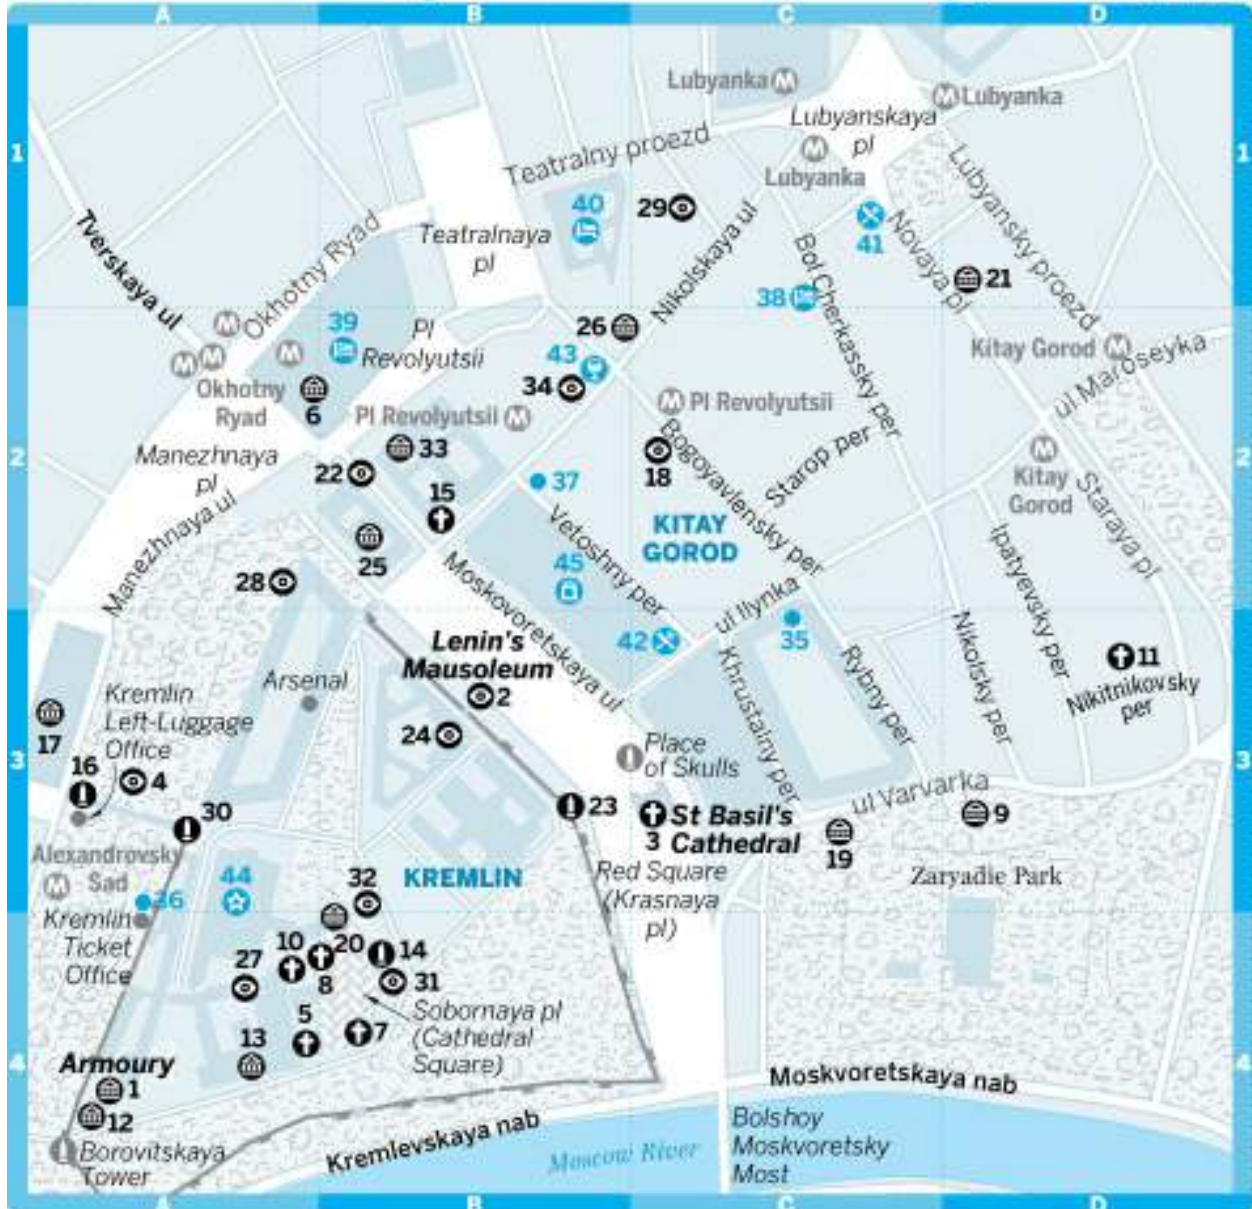 A
B
C
D
1
1
Lubyanka
Lubyanka
Lubyanskaya
pl
Lubyanka
Teatralny proezd
Lubyansky proezd
40
29
41
Tverskaya ul
Okhotny Ryad
Teatralnaya
pl
Nikolskaya ul
Bol Cherkassky per
Novaya pl
21
38
39
Pl
Revolyutsii
26
43
34
Kitay Gorod
ul Maroseyka
Okhotny
Ryad
6
Pl Revolyutsii
Pl Revolyutsii
2
2
Manezhnaya
pl
33
22
15
37
18
Bogoyavlensky per
Starop per
Kitay
Gorod
Staraya pl
Manezhnaya ul
25
Vetoshny per
KITAY
GOROD
Ipatyevsky per
28
45
Moskovoretskaya ul
ul Ilynka
35
42
Lenin's
Mausoleum
2
Khrustalny per
Rybny per
Nikolsky per
11
Nikitnikovsky
per
Arsenal
Kremlin
Left-Luggage
Office
17
24
3
3
16
4
Place
of Skulls
30
23
St Basil's
Cathedral
3
ul Varvarka
9
19
Alexandrovsky
Sad
44
32
KREMLIN
Red Square
(Krasnaya
pl)
Zaryadie Park
36
Kremlin
Ticket
Office
10
20
14
27
8
31
5
7
Sobornaya pl
(Cathedral
Square)
13
4
4
Armoury
1
12
Moskvoretskaya nab
Borovitskaya
Tower
Kremlevskaya nab
Moscow River
Bolshoy
Moskvoretsky
Most
A
B
C
D